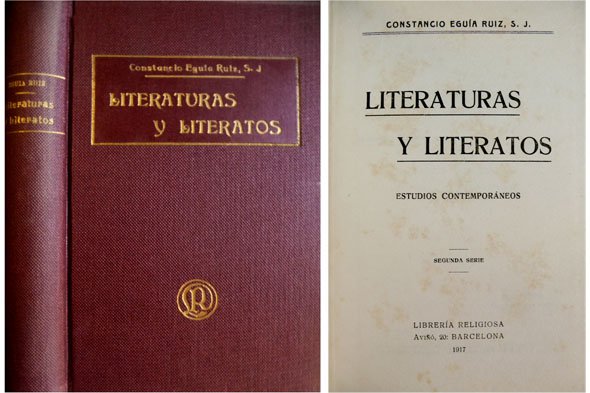 EGUIA RUIZ
Literaturas
y Literatos
Constancio Eguía Ruiz, S. J
LITERATURAS
Y LITERATOS
CONSTANCIO EGUÍA RUIZ, S. J.
LITERATURAS
Y LITERATOS
ESTUDIOS CONTEMPORÁNEOS
SEGUNDA SERIE
LIBRERÍA RELIGIOSA
AVIÑÓ, 20: BARCELONA
1917